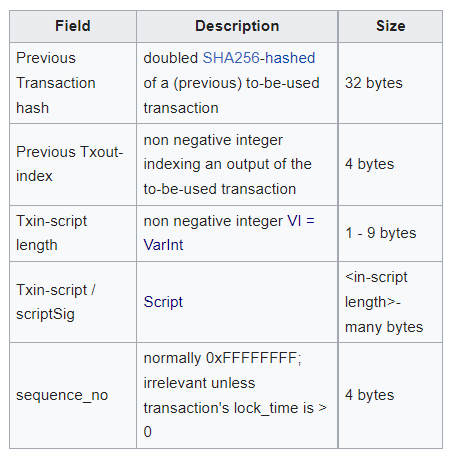 Field Description Size
Previous
Transaction
hash
doubled SHA256-hashed
of a (previous) to-be-used
transaction
32 bytes
Previous Txout-
index
non negative integer
indexing an output of the
to-be-used transaction
4 bytes
Txin-script
length
non negative integer VI =
VarInt
1 - 9 bytes
Txin-script /
scriptSig
Script
<in-script
length>-
many bytes
sequence_no
normally 0xFFFFFFFF;
irrelevant unless
transaction's lock_time is >
0
4 bytes